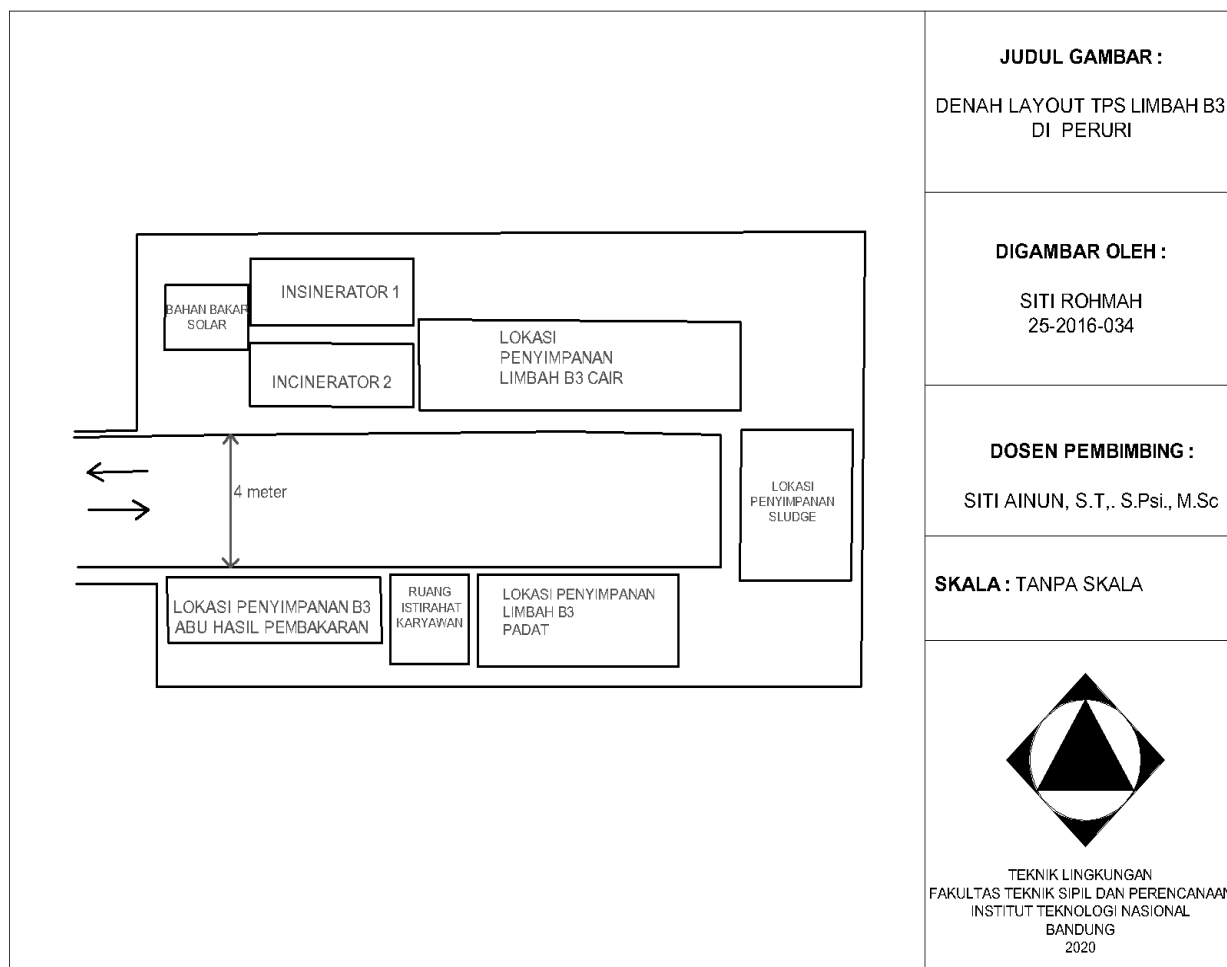 INSINERATOR 1
BAHAN BAKAR
SOLAR
INCINERATOR 2
LOKASI
PENYIMPANAN
LIMBAH B3 CAIR
4 meter
LOKASI
PENYIMPANAN
SLUDGE
LOKASI PENYIMPANAN B3
ABU HASIL PEMBAKARAN
RUANG
ISTIRAHAT
KARYAWAN
LOKASI PENYIMPANAN
LIMBAH B3
PADAT
JUDUL GAMBAR :
DENAH LAYOUT TPS LIMBAH B3
DI PERURI
DIGAMBAR OLEH :
SITI ROHMAH
25-2016-034
DOSEN PEMBIMBING :
SITI AINUN, S.T,. S.Psi., M.Sc
SKALA : TANPA SKALA
TEKNIK LINGKUNGAN
FAKULTAS TEKNIK SIPIL DAN PERENCANAAN
INSTITUT TEKNOLOGI NASIONAL
BANDUNG
2020